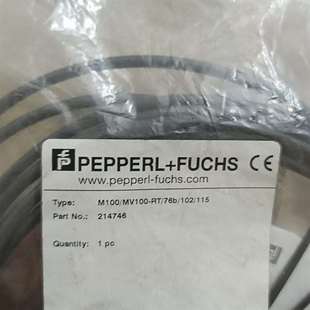 PEPPERL+FUCHS CE
www.pepperl-fuchs.com
Type: M100/MV100-RT/76b/102/115
Part No.: 214746
Quantity: 1 pc